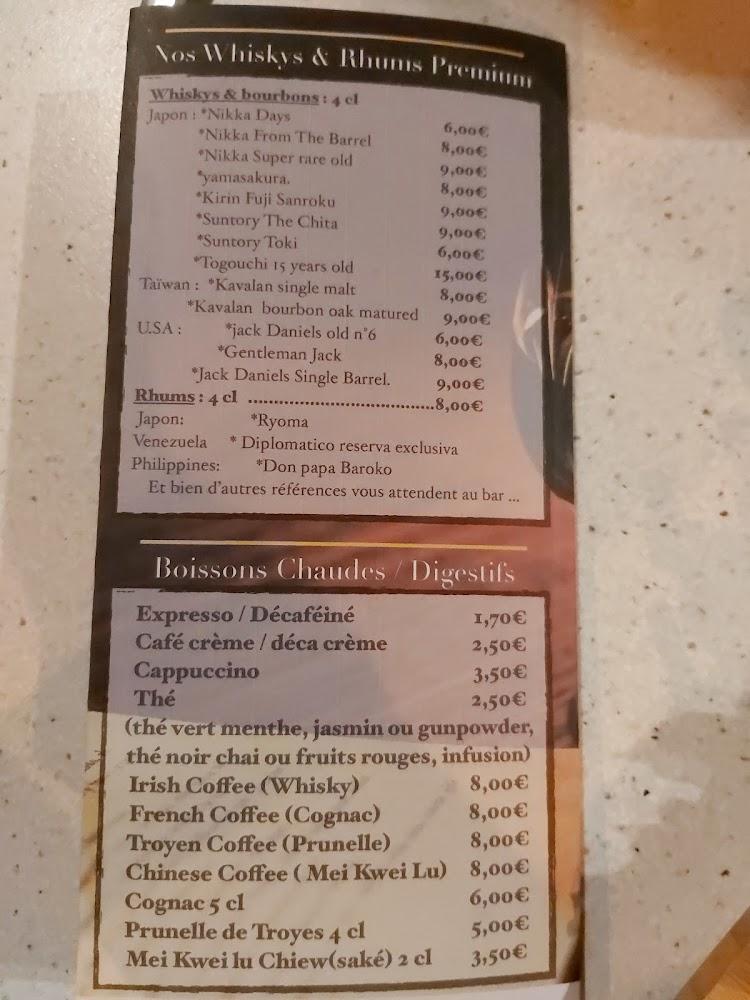 Nos Whiskys & Rhums Premium
Whiskys & bourbons : 4 cl
Japon : *Nikka Days 6,00€
*Nikka From The Barrel 8,00€
*Nikka Super rare old 9,00€
*yamasakura. 8,00€
*Kirin Fuji Sanroku 9,00€
*Suntory The Chita 9,00€
*Suntory Toki 6,00€
*Togouchi 15 years old 15,00€
Taïwan : *Kavalan single malt 8,00€
*Kavalan bourbon oak matured 9,00€
U.S.A : *jack Daniels old n°6 6,00€
*Gentleman Jack 8,00€
*Jack Daniels Single Barrel. 9,00€
Rhums : 4 cl ....................................8,00€
Japon: *Ryoma
Venezuela * Diplomatico reserva exclusiva
Philippines: *Don papa Baroko
Et bien d'autres références vous attendent au bar ...
Boissons Chaudes / Digestifs
Expresso / Décaféiné 1,70€
Café crème / déca crème 2,50€
Cappuccino 3,50€
Thé 2,50€
(thé vert menthe, jasmin ou gunpowder,
thé noir chai ou fruits rouges, infusion)
Irish Coffee (Whisky) 8,00€
French Coffee (Cognac) 8,00€
Troyen Coffee (Prunelle) 8,00€
Chinese Coffee ( Mei Kwei Lu) 8,00€
Cognac 5 cl 6,00€
Prunelle de Troyes 4 cl 5,00€
Mei Kwei lu Chiew(saké) 2 cl 3,50€